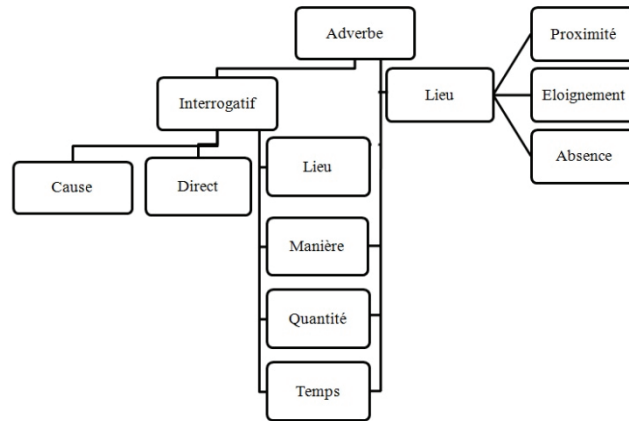 Adverbe
Proximité
Interrogatif
Lieu
Eloignement
Lieu
Absence
Cause
Direct
Manière
Quantité
Temps